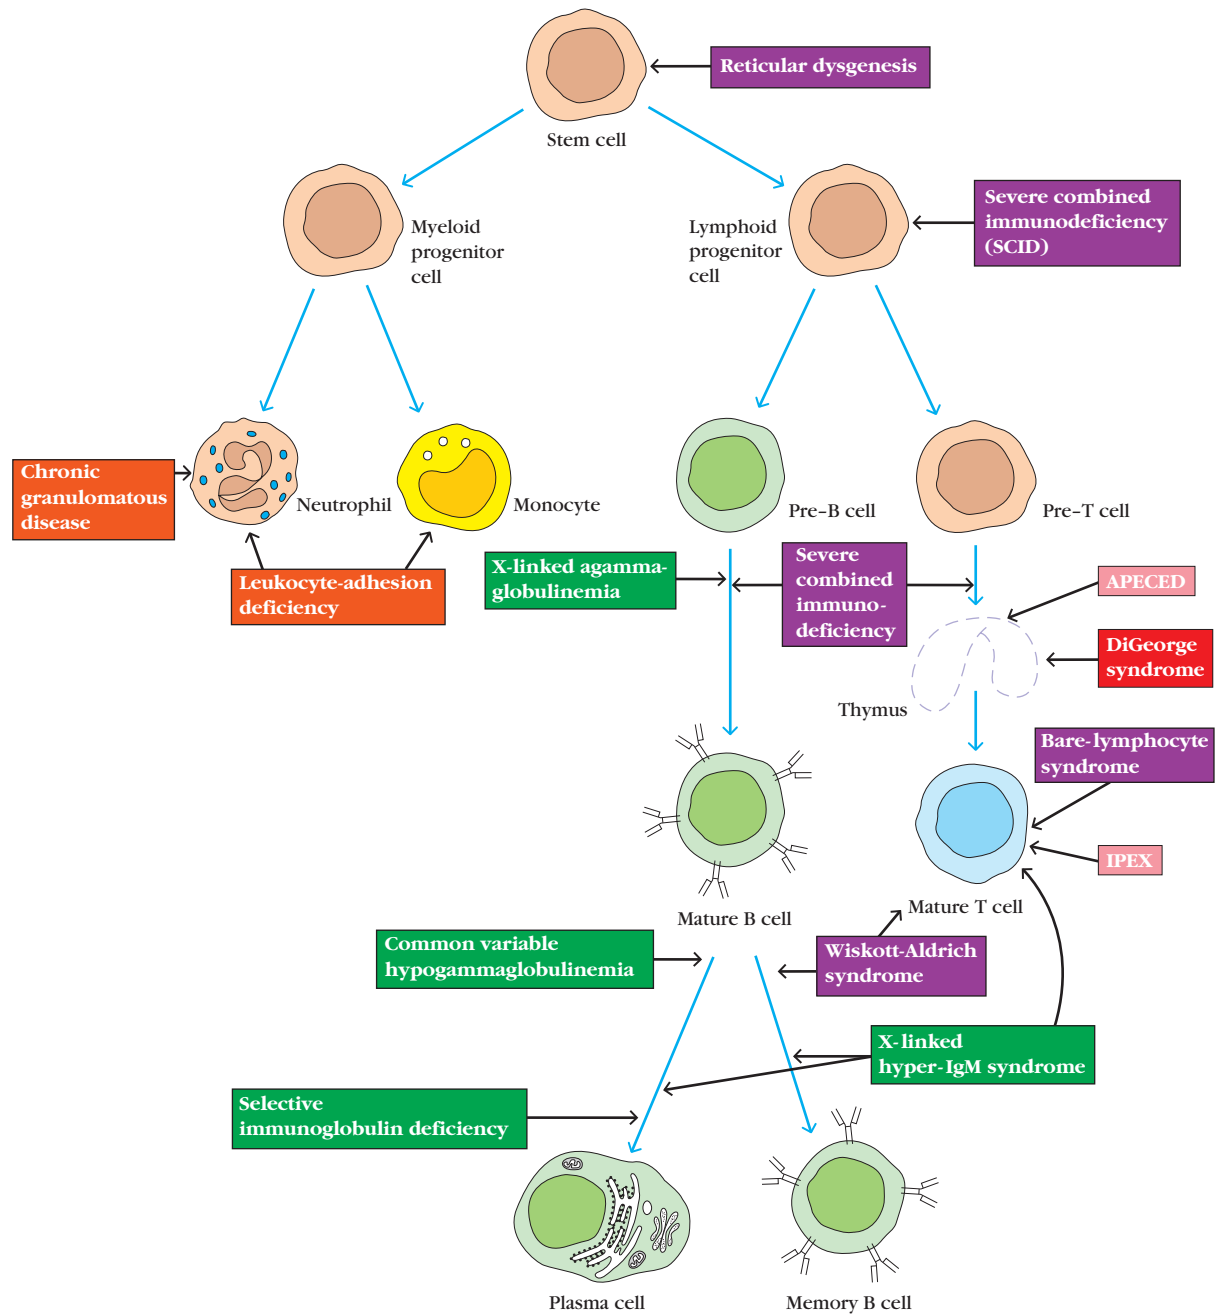 Reticular dysgenesis
Stem cell
Myeloid
progenitor
cell
Lymphoid
progenitor
cell
Severe combined
immunodeficiency
(SCID)
Chronic
granulomatous
disease
Neutrophil
Monocyte
Pre–B cell
Pre–T cell
Leukocyte-adhesion
deficiency
X-linked agamma-
globulinemia
Severe
combined
immuno-
deficiency
APECED
DiGeorge
syndrome
Thymus
Bare-lymphocyte
syndrome
IPEX
Mature B cell
Mature T cell
Common variable
hypogammaglobulinemia
Wiskott-Aldrich
syndrome
X-linked
hyper-IgM syndrome
Selective
immunoglobulin deficiency
Plasma cell
Memory B cell